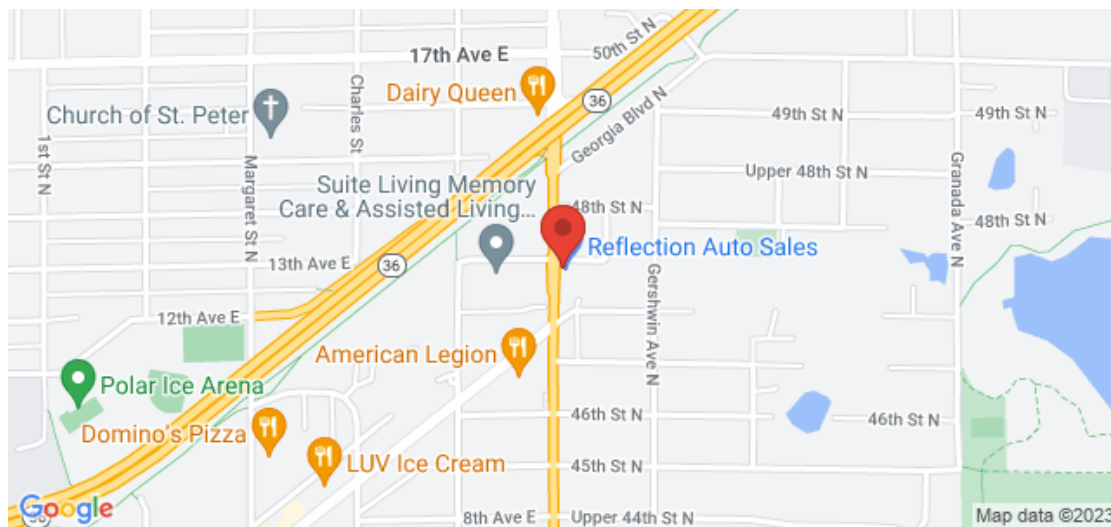 50th St N
17th Ave E
36
Dairy Queen
Charles St
Church of St. Peter
49th St N
49th St N
Georgia Blvd N
1st St N
Margaret St N
Granada Ave N
Upper 48th St N
Suite Living Memory
Care & Assisted Living...
48th St N
48th St N
Reflection Auto Sales
13th Ave E
36
Gershwin Ave N
12th Ave E
American Legion
Polar Ice Arena
46th St N
46th St N
Domino's Pizza
LUV Ice Cream
45th St N
Google
36
8th Ave E
Upper 44th St N
Map data ©2023